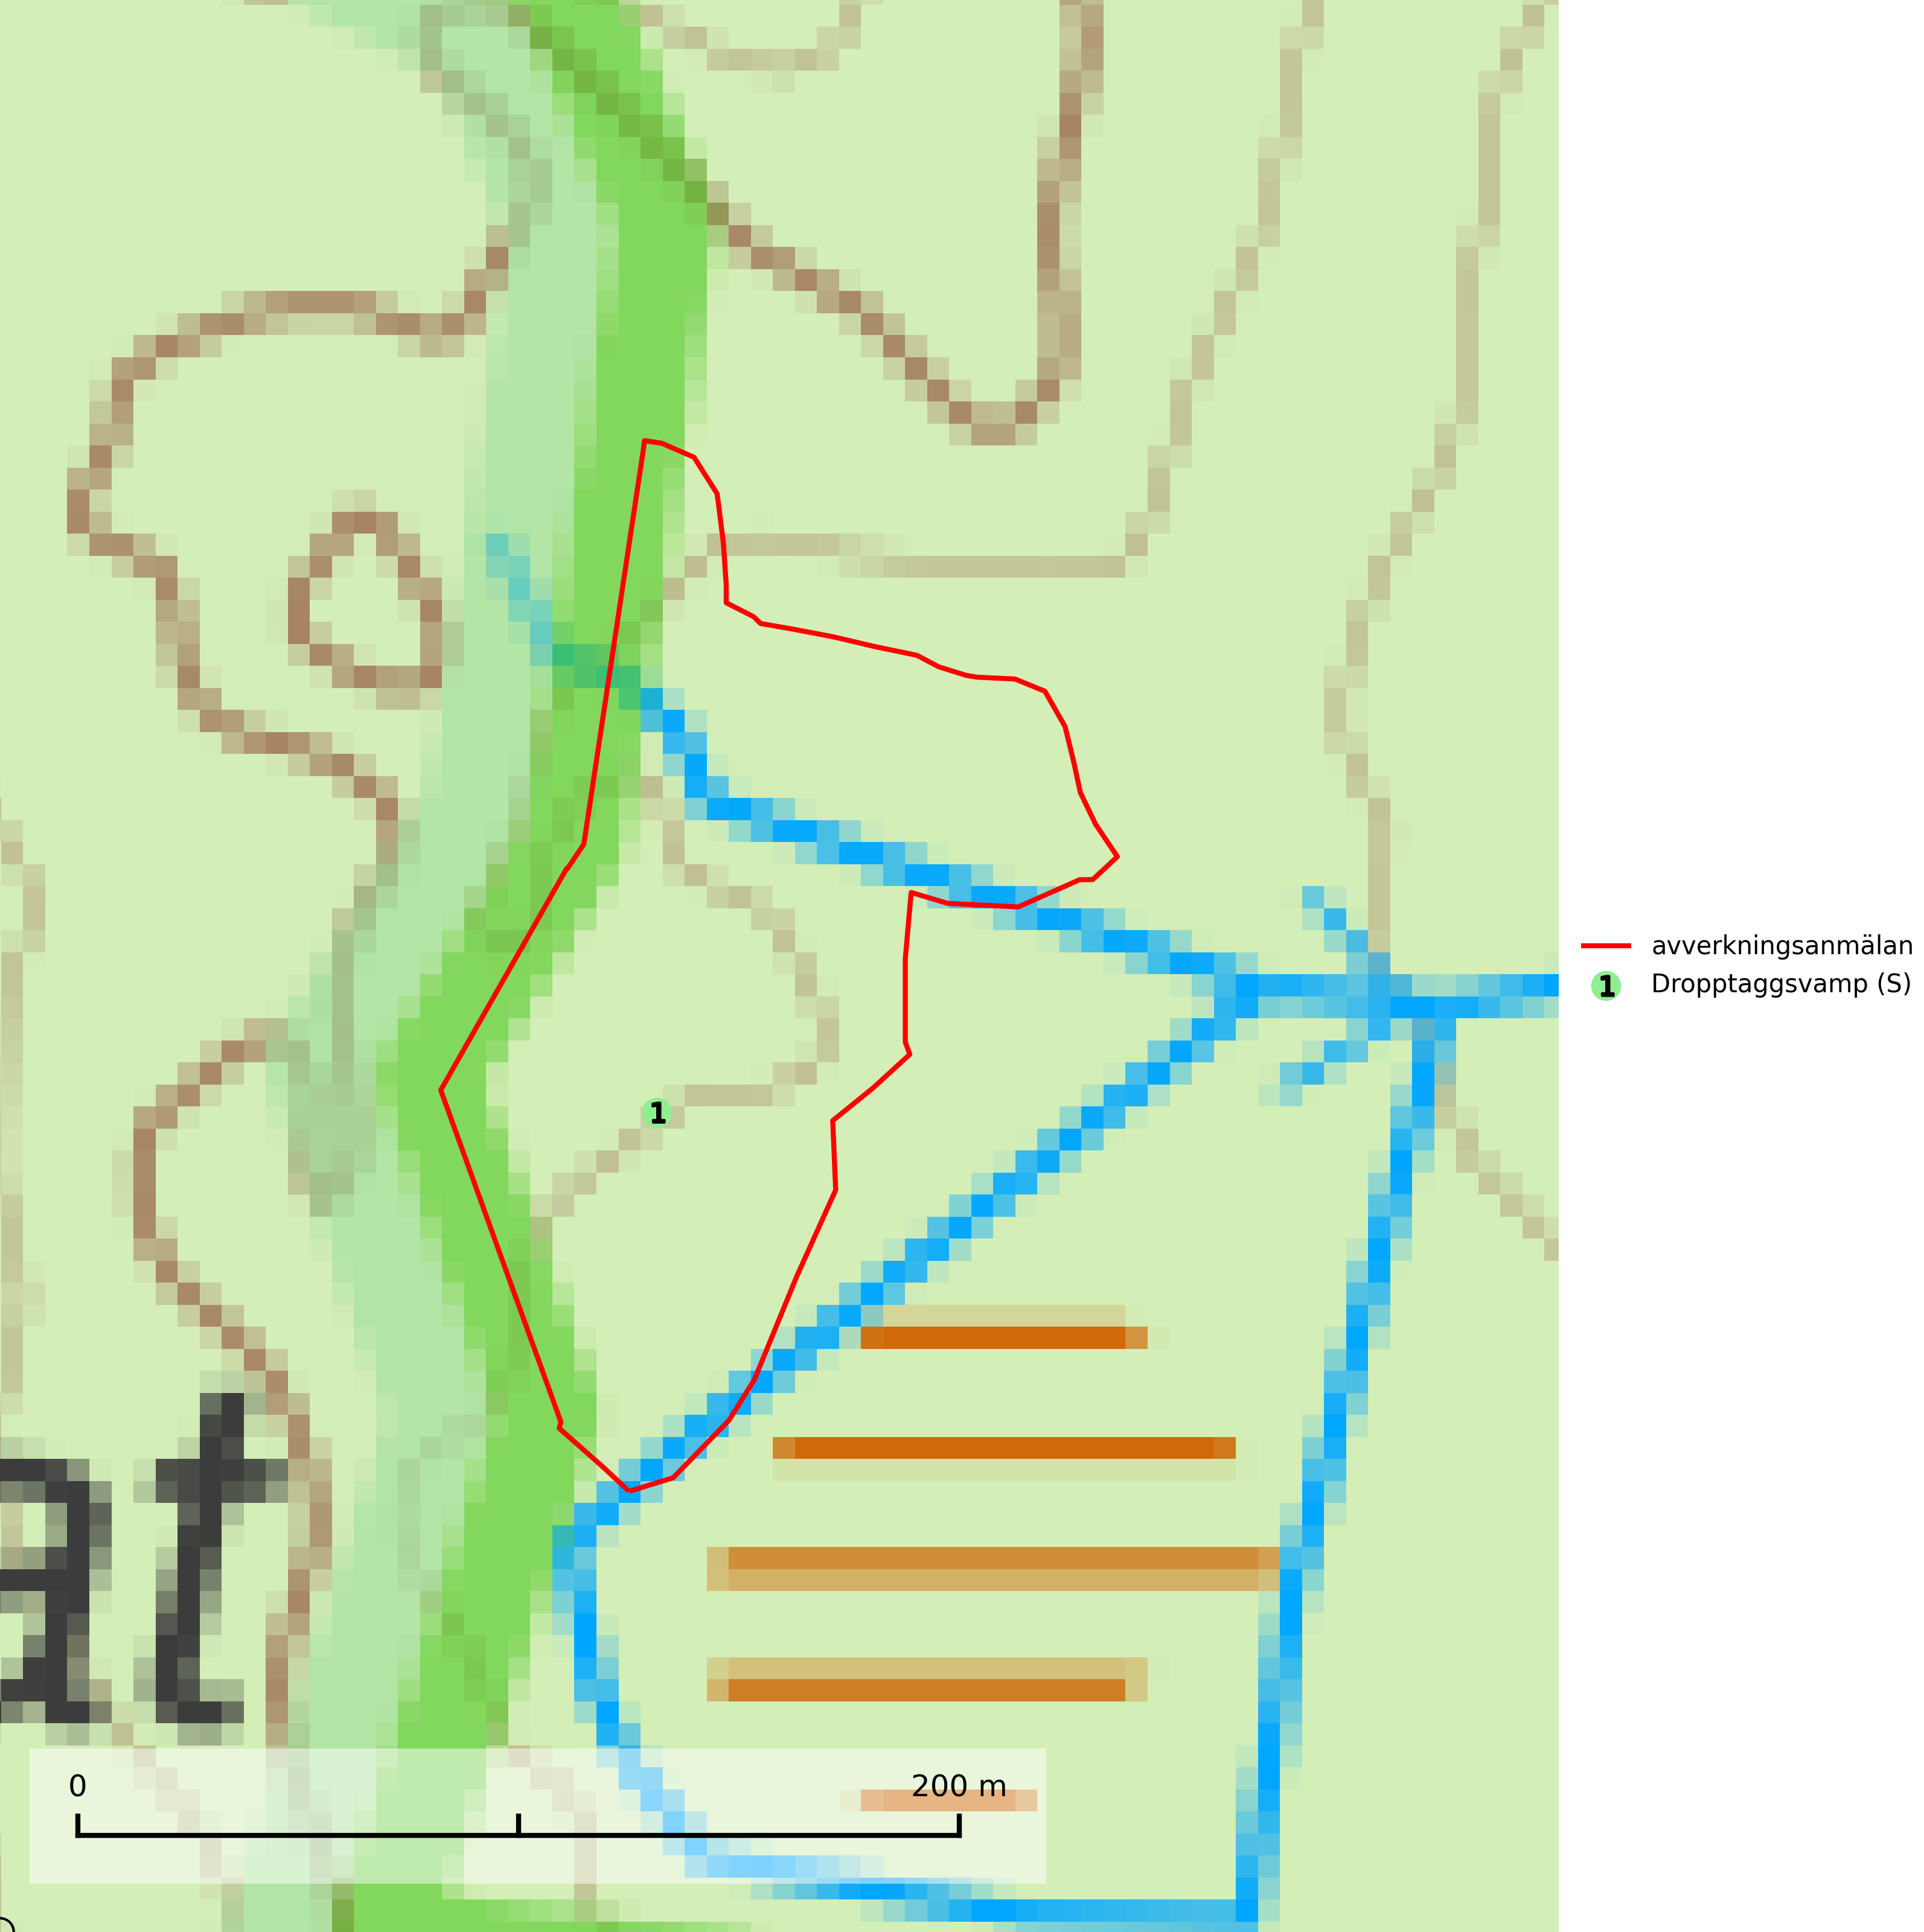 avverkningsanmälan
1 Dropptaggsvamp (S)
1
0 200 m